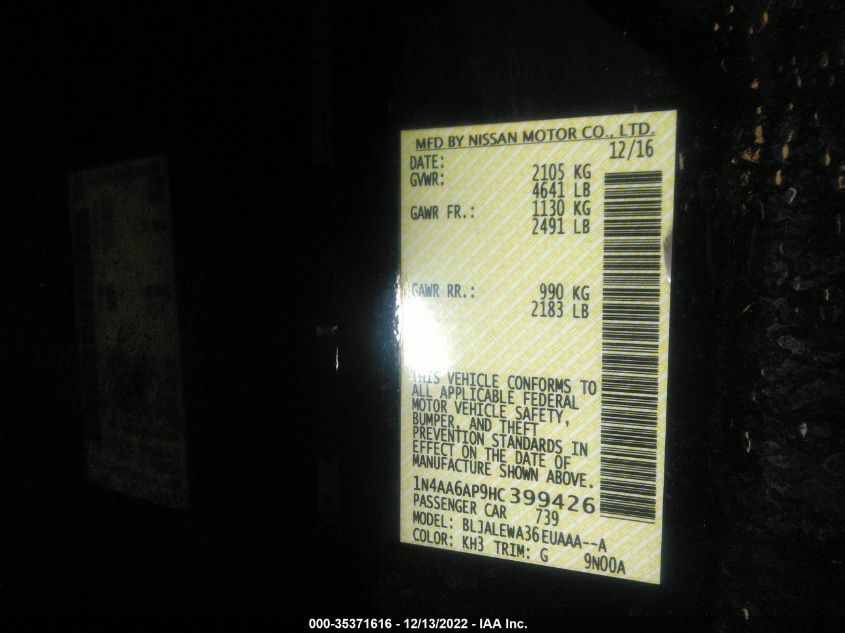 MFD BY NISSAN MOTOR CO., LTD.
DATE: 12/16
GVWR: 2105 KG
4641 LB
GAWR FR.: 1130 KG
2491 LB
GAWR RR.: 990 KG
2183 LB
THIS VEHICLE CONFORMS TO
ALL APPLICABLE FEDERAL
MOTOR VEHICLE SAFETY,
BUMPER, AND THEFT
PREVENTION STANDARDS IN
EFFECT ON THE DATE OF
MANUFACTURE SHOWN ABOVE.
1N4AA6AP9HC399426
PASSENGER CAR 739
MODEL: BLJALEWA36EUAAA--A
COLOR: KH3 TRIM: G 9N00A
000-35371616 - 12/13/2022 - IAA Inc.